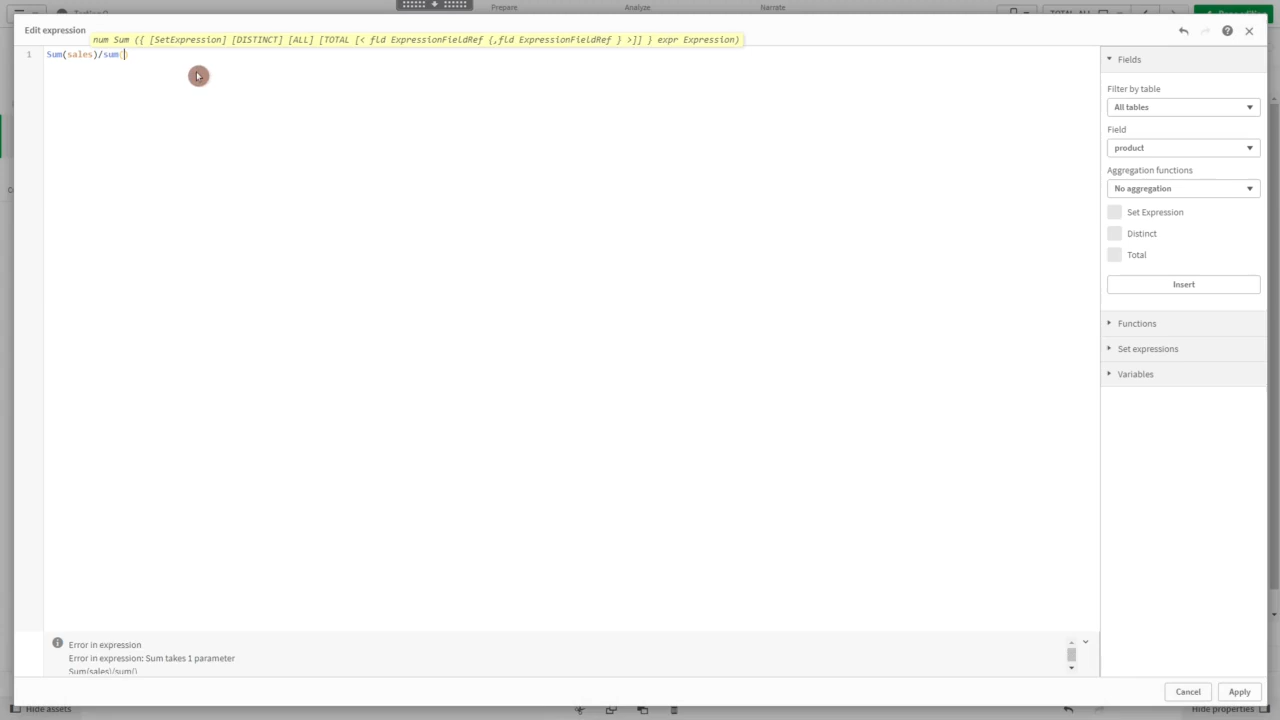 Prepare
Analyze
Narrate
Edit expression
num Sum ({ [SetExpression] [DISTINCT] [ALL] [TOTAL [< fld ExpressionFieldRef {,fld ExpressionFieldRef } >]] } expr Expression)
1 Sum(sales)/sum()
Fields
Filter by table
All tables
Field
product
Aggregation functions
No aggregation
Set Expression
Distinct
Total
Insert
Functions
Set expressions
Variables
Error in expression
Error in expression: Sum takes 1 parameter
Sum(sales)/sum()
Cancel
Apply
Hide assets
Hide properties